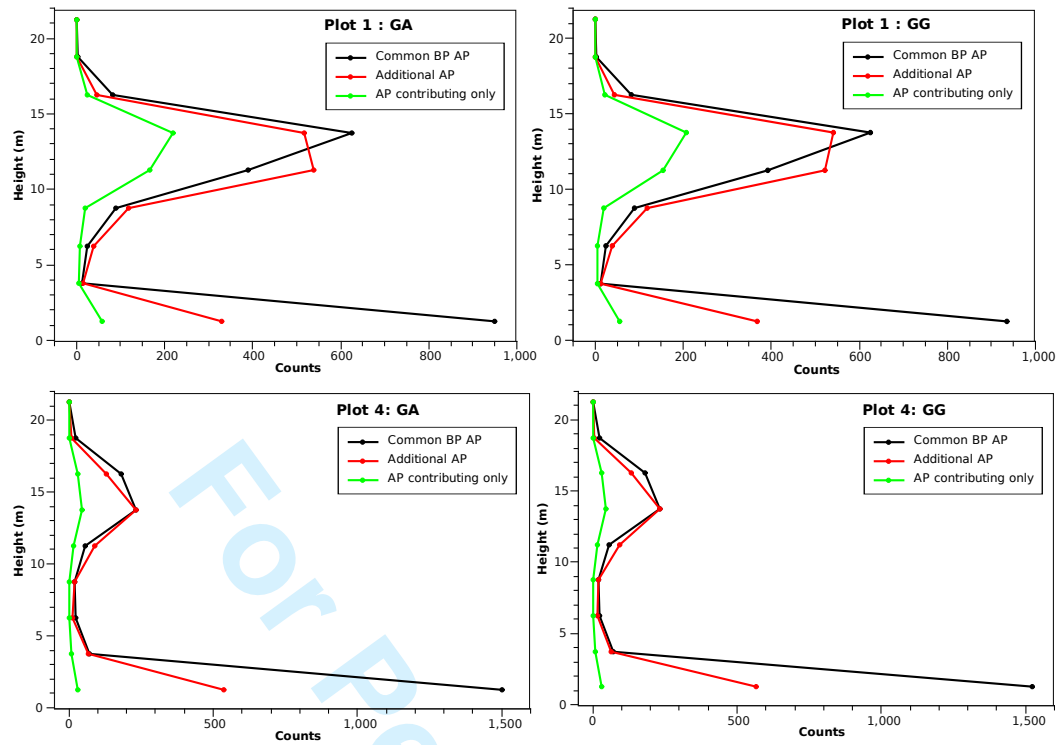 Plot 1 : GA
Common BP AP
Additional AP
AP contributing only
Height (m)
20
15
10
5
0
0 200 400 600 800 1,000
Counts
Plot 1 : GG
Common BP AP
Additional AP
AP contributing only
Height (m)
20
15
10
5
0
0 200 400 600 800 1,000
Counts
Plot 4: GA
Common BP AP
Additional AP
AP contributing only
Height (m)
20
15
10
5
0
0 500 1,000 1,500
Counts
Plot 4: GG
Common BP AP
Additional AP
AP contributing only
Height (m)
20
15
10
5
0
0 500 1,000 1,500
Counts
For